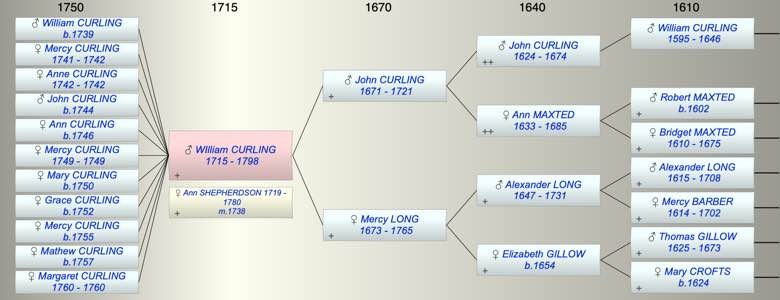 1750
1715
1670
1640
1610
♂ William CURLING
b.1739
♀ Mercy CURLING
1741 - 1742
♀ Anne CURLING
1742 - 1742
♂ John CURLING
b.1744
♀ Ann CURLING
b.1746
♀ Mercy CURLING
1749 - 1749
♀ Mary CURLING
b.1750
♀ Grace CURLING
b.1752
♀ Mercy CURLING
b.1755
♂ Mathew CURLING
b.1757
♀ Margaret CURLING
1760 - 1760
♂ William CURLING
1715 - 1798
+
♀ Ann SHEPHERDSON 1719 -
1780
m.1738
+
♂ John CURLING
1671 - 1721
+
♀ Mercy LONG
1673 - 1765
+
♂ John CURLING
1624 - 1674
++
♀ Ann MAXTED
1633 - 1685
++
♂ Alexander LONG
1647 - 1731
+
♀ Elizabeth GILLOW
b.1654
+
♂ William CURLING
1595 - 1646
♂ Robert MAXTED
b.1602
+
♀ Bridget MAXTED
1610 - 1675
+
♂ Alexander LONG
1615 - 1708
+
♀ Mercy BARBER
1614 - 1702
+
♂ Thomas GILLOW
1625 - 1673
+
♀ Mary CROFTS
b.1624
+